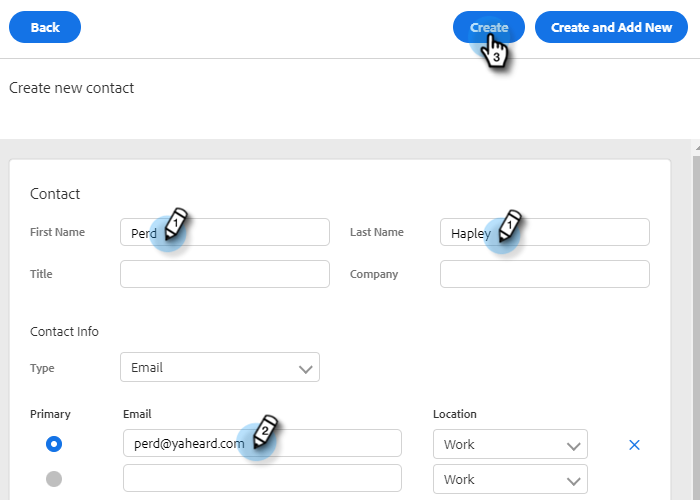 Back Create Create and Add New
3
Create new contact
Contact
First Name Perd 1 Last Name Hapley 1
Title Company
Contact Info
Type Email
Primary Email Location
perd@yaheard.com 2 Work
Work